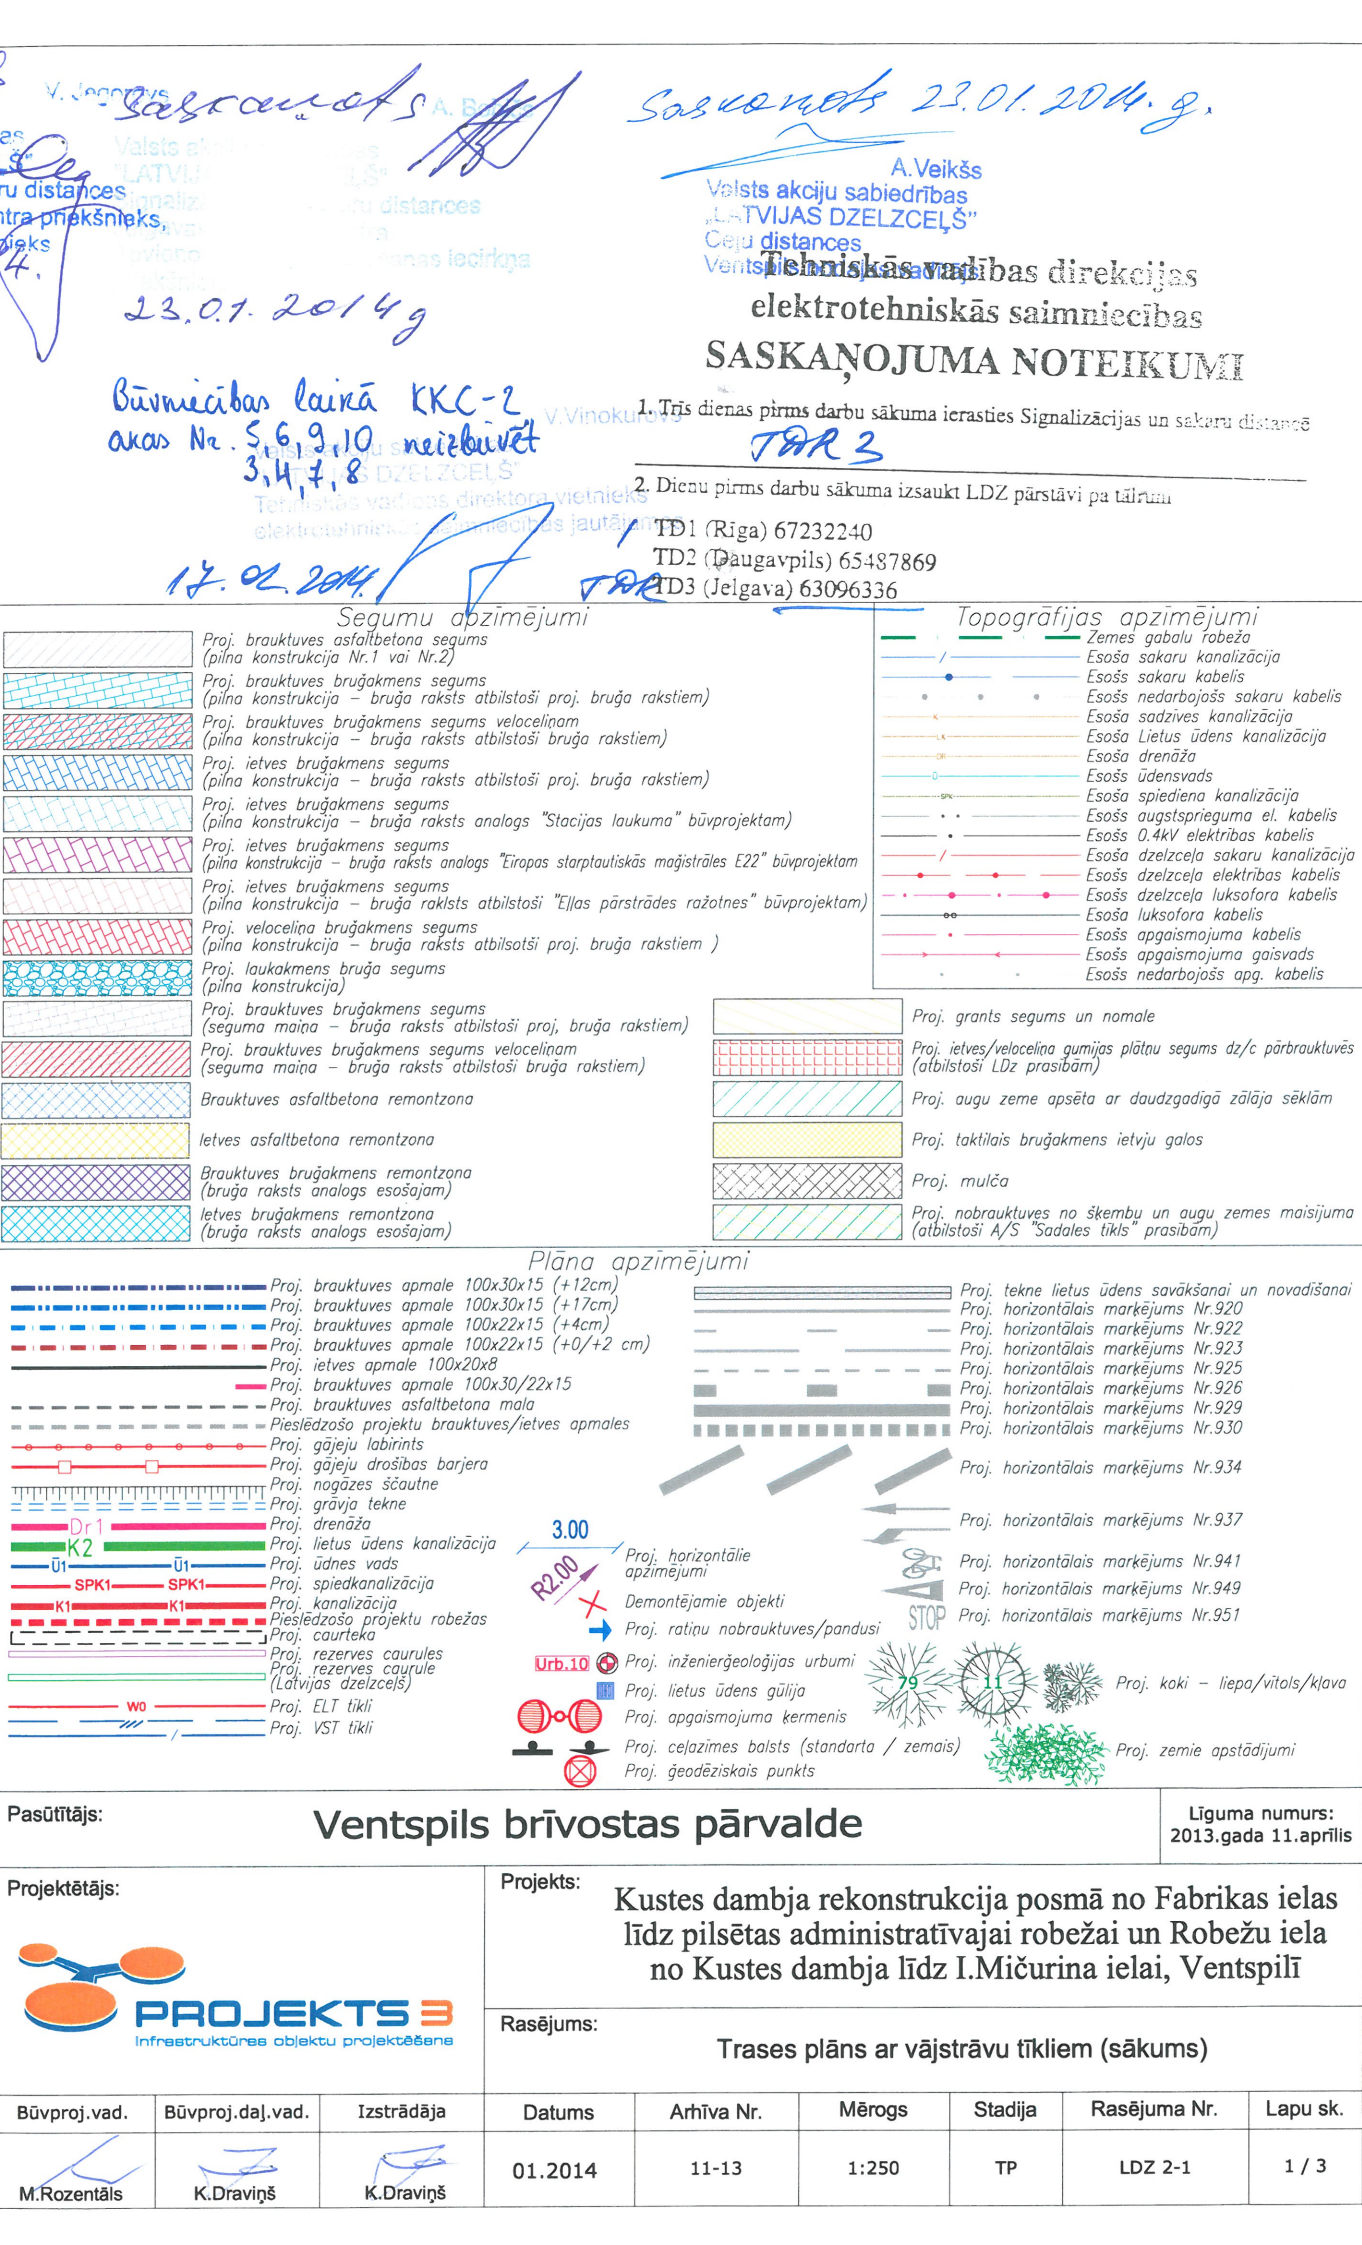 V. Jegorovs
Saskaņots
A. B
Saskaņots 23.01.2014.g.
Valsts ak
"LATVIJ
distances
ru distances
ntra priekšnieks,
nieks
anas iecirkņa
23.01.2014 g
A.Veikšs
Valsts akciju sabiedrības
„LATVIJAS DZELZCEĻŠ”
Ceļu distances
Ventspils nodaļas vadītājs
Tehniskās vadības direkcijas
elektrotehniskās saimniecības
SASKAŅOJUMA NOTEIKUMI
1. Trīs dienas pirms darbu sākuma ierasties Signalizācijas un sakaru distancē
2. Dienu pirms darbu sākuma izsaukt LDZ pārstāvi pa tālruni
TD1 (Rīga) 67232240
TD2 (Daugavpils) 65487869
TD3 (Jelgava) 63096336
Būvniecības laikā KKC-2
akas Nr. 5,6,9,10 neizbūvēt
3,4,7,8
V.Vinokurovs
Valsts akciju sabiedrības
"LATVIJAS DZELZCEĻŠ"
Tehniskās vadības direktora vietnieks
elektrotehniskās saimniecības jautājumos
17.02.2014.
Segumu apzīmējumi
Proj. brauktuves asfaltbetona segums
(pilna konstrukcija Nr.1 vai Nr.2)
Proj. brauktuves bruģakmens segums
(pilna konstrukcija – bruģa raksts atbilstoši proj. bruģa rakstiem)
Proj. brauktuves bruģakmens segums veloceliņam
(pilna konstrukcija – bruģa raksts atbilstoši bruģa rakstiem)
Proj. ietves bruģakmens segums
(pilna konstrukcija – bruģa raksts atbilstoši proj. bruģa rakstiem)
Proj. ietves bruģakmens segums
(pilna konstrukcija – bruģa raksts analogs "Stacijas laukuma" būvprojektam)
Proj. ietves bruģakmens segums
(pilna konstrukcija – bruģa raksts analogs "Eiropas starptautiskās maģistrāles E22" būvprojektam
Proj. ietves bruģakmens segums
(pilna konstrukcija – bruģa raklsts atbilstoši "Eļļas pārstrādes ražotnes" būvprojektam)
Proj. veloceliņa bruģakmens segums
(pilna konstrukcija – bruģa raksts atbilsotši proj. bruģa rakstiem )
Proj. laukakmens bruģa segums
(pilna konstrukcija)
Proj. brauktuves bruģakmens segums
(seguma maiņa – bruģa raksts atbilstoši proj, bruģa rakstiem)
Proj. brauktuves bruģakmens segums veloceliņam
(seguma maiņa – bruģa raksts atbilstoši bruģa rakstiem)
Brauktuves asfaltbetona remontzona
Ietves asfaltbetona remontzona
Brauktuves bruģakmens remontzona
(bruģa raksts analogs esošajam)
Ietves bruģakmens remontzona
(bruģa raksts analogs esošajam)
Topogrāfijas apzīmējumi
Zemes gabalu robeža
Esoša sakaru kanalizācija
Esošs sakaru kabelis
Esošs nedarbojošs sakaru kabelis
K Esoša sadzīves kanalizācija
LK Esoša Lietus ūdens kanalizācija
DR Esoša drenāža
Ū Esošs ūdensvads
SPK Esoša spiediena kanalizācija
Esošs augstsprieguma el. kabelis
Esošs 0.4kV elektrības kabelis
Esoša dzelzceļa sakaru kanalizācija
Esošs dzelzceļa elektrības kabelis
Esošs dzelzceļa luksofora kabelis
Esoša luksofora kabelis
Esošs apgaismojuma kabelis
Esošs apgaismojuma gaisvads
Esošs nedarbojošs apg. kabelis
Proj. grants segums un nomale
Proj. ietves/veloceliņa gumijas plātņu segums dz/c pārbrauktuvēs
(atbilstoši LDz prasībām)
Proj. augu zeme apsēta ar daudzgadīgā zālāja sēklām
Proj. taktilais bruģakmens ietvju galos
Proj. mulča
Proj. nobrauktuves no šķembu un augu zemes maisījuma
(atbilstoši A/S "Sadales tīkls" prasībām)
Plāna apzīmējumi
Proj. brauktuves apmale 100x30x15 (+12cm)
Proj. brauktuves apmale 100x30x15 (+17cm)
Proj. brauktuves apmale 100x22x15 (+4cm)
Proj. brauktuves apmale 100x22x15 (+0/+2 cm)
Proj. ietves apmale 100x20x8
Proj. brauktuves apmale 100x30/22x15
Proj. brauktuves asfaltbetona mala
Pieslēdzošo projektu brauktuves/ietves apmales
Proj. gājēju labirints
Proj. gājēju drošības barjera
Proj. nogāzes ščautne
Proj. grāvja tekne
Dr1 Proj. drenāža
K2 Proj. lietus ūdens kanalizācija
Ū1 Ū1 Proj. ūdnes vads
SPK1 SPK1 Proj. spiedkanalizācija
K1 K1 Proj. kanalizācija
Pieslēdzošo projektu robežas
Proj. caurteka
Proj. rezerves caurules
Proj. rezerves caurule
(Latvijas dzelzceļš)
W0 Proj. ELT tīkli
Proj. VST tīkli
3.00
R2.00
Proj. horizontālie
apzīmējumi
Demontējamie objekti
Proj. ratiņu nobrauktuves/pandusi
Urb.10 Proj. inženierģeoloģijas urbumi
Proj. lietus ūdens gūlija
Proj. apgaismojuma ķermenis
Proj. ceļazīmes balsts (standarta / zemais)
Proj. ģeodēziskais punkts
Proj. tekne lietus ūdens savākšanai un novadīšanai
Proj. horizontālais marķējums Nr.920
Proj. horizontālais marķējums Nr.922
Proj. horizontālais marķējums Nr.923
Proj. horizontālais marķējums Nr.925
Proj. horizontālais marķējums Nr.926
Proj. horizontālais marķējums Nr.929
Proj. horizontālais marķējums Nr.930
Proj. horizontālais marķējums Nr.934
Proj. horizontālais marķējums Nr.937
Proj. horizontālais marķējums Nr.941
Proj. horizontālais marķējums Nr.949
STOP Proj. horizontālais marķējums Nr.951
79 11 Proj. koki – liepa/vītols/kļava
Proj. zemie apstādījumi
Pasūtītājs:
Ventspils brīvostas pārvalde
Līguma numurs:
2013.gada 11.aprīlis
Projektētājs:
PROJEKTS 3
Infrastruktūras objektu projektēšana
Projekts:
Kustes dambja rekonstrukcija posmā no Fabrikas ielas
līdz pilsētas administratīvajai robežai un Robežu iela
no Kustes dambja līdz I.Mičurina ielai, Ventspilī
Rasējums:
Trases plāns ar vājstrāvu tīkliem (sākums)
Būvproj.vad. Būvproj.daļ.vad. Izstrādāja Datums Arhīva Nr. Mērogs Stadija Rasējuma Nr. Lapu sk.
M.Rozentāls K.Draviņš K.Draviņš 01.2014 11-13 1:250 TP LDZ 2-1 1 / 3